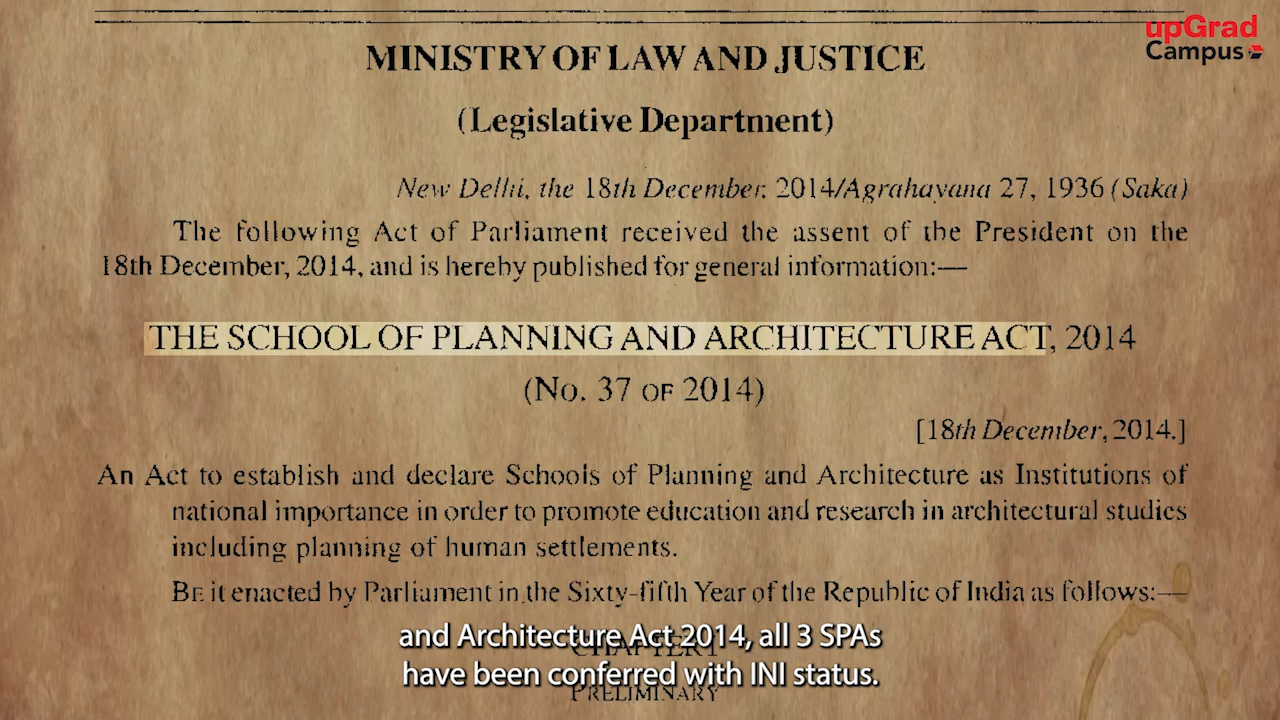 upGrad
Campus
MINISTRY OF LAW AND JUSTICE
(Legislative Department)
New Delhi, the 18th December, 2014/Agrahayana 27, 1936 (Saka)
The following Act of Parliament received the assent of the President on the
18th December, 2014, and is hereby published for general information:—
THE SCHOOL OF PLANNING AND ARCHITECTURE ACT, 2014
(No. 37 OF 2014)
[18th December, 2014.]
An Act to establish and declare Schools of Planning and Architecture as Institutions of
national importance in order to promote education and research in architectural studies
including planning of human settlements.
BE it enacted by Parliament in the Sixty-fifth Year of the Republic of India as follows:—
CHAPTER I
and Architecture Act 2014, all 3 SPAs
have been conferred with INI status.
PRELIMINARY